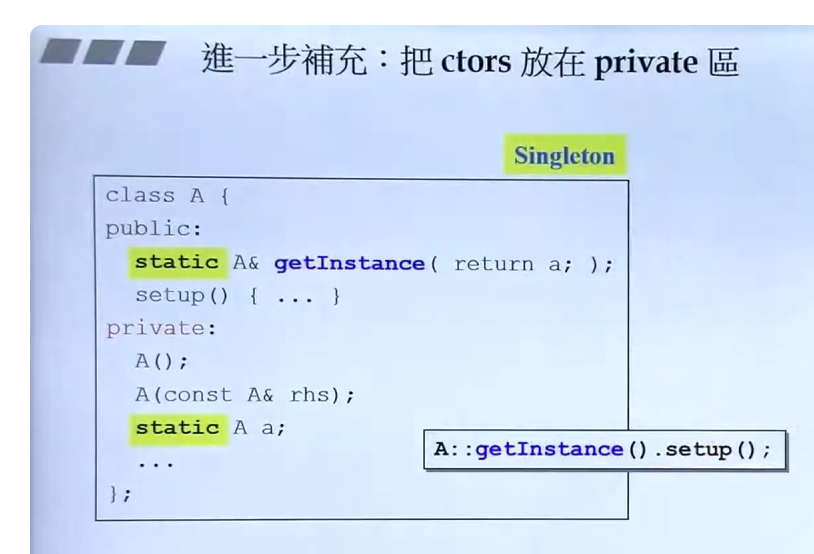 進一步補充：把 ctors 放在 private 區
Singleton
class A {
public:
static A& getInstance( return a; );
setup() { ... }
private:
A();
A(const A& rhs);
static A a;
...
};
A::getInstance().setup();